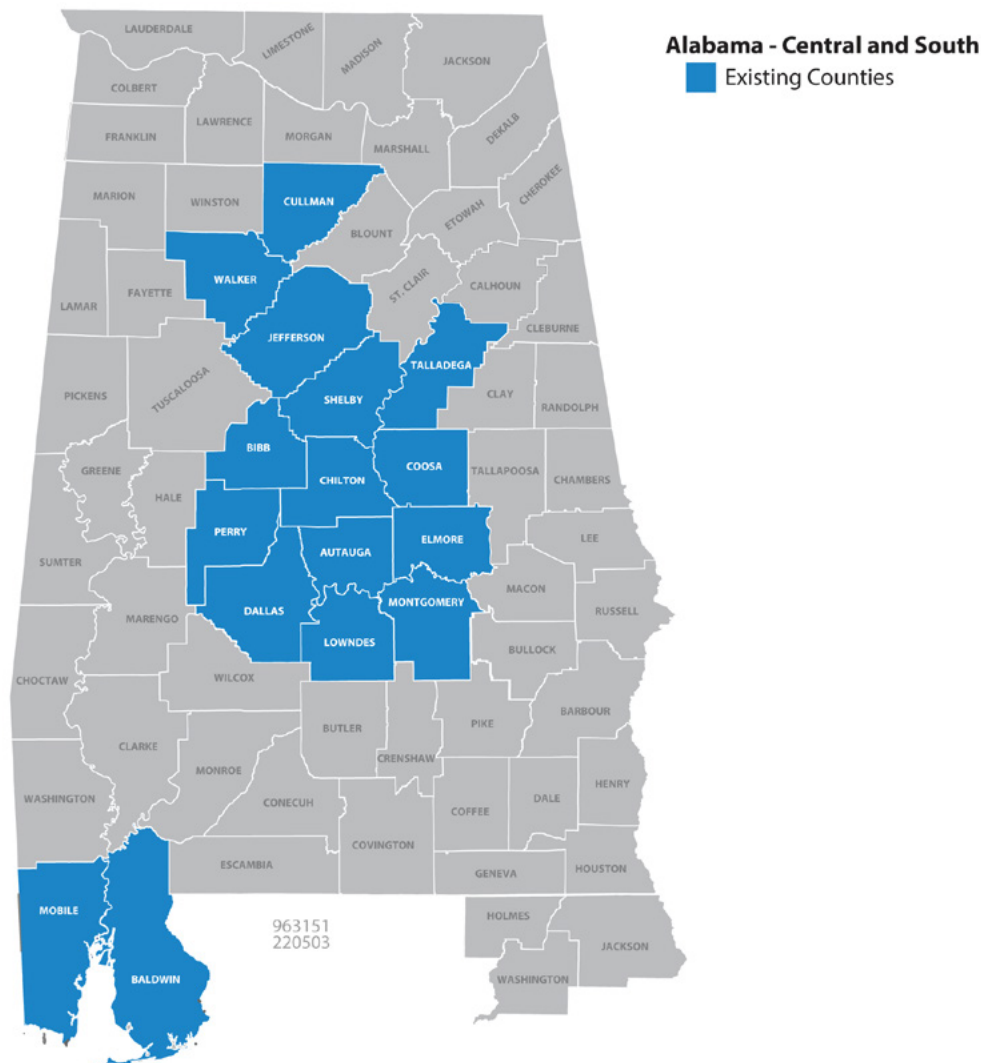 Alabama - Central and South
Existing Counties
LAUDERDALE
LIMESTONE
MADISON
JACKSON
COLBERT
FRANKLIN
LAWRENCE
MORGAN
MARSHALL
DEKALB
CHEROKEE
MARION
WINSTON
CULLMAN
BLOUNT
ETOWAH
WALKER
FAYETTE
LAMAR
JEFFERSON
ST. CLAIR
CALHOUN
CLEBURNE
TALLADEGA
PICKENS
TUSCALOOSA
SHELBY
CLAY
RANDOLPH
BIBB
GREENE
HALE
CHILTON
COOSA
TALLAPOOSA
CHAMBERS
PERRY
AUTAUGA
ELMORE
LEE
SUMTER
MACON
RUSSELL
MARENGO
DALLAS
LOWNDES
MONTGOMERY
BULLOCK
CHOCTAW
WILCOX
BUTLER
CRENSHAW
PIKE
BARBOUR
CLARKE
MONROE
WASHINGTON
CONECUH
COVINGTON
COFFEE
DALE
HENRY
ESCAMBIA
GENEVA
HOUSTON
MOBILE
BALDWIN
963151
220503
HOLMES
JACKSON
WASHINGTON